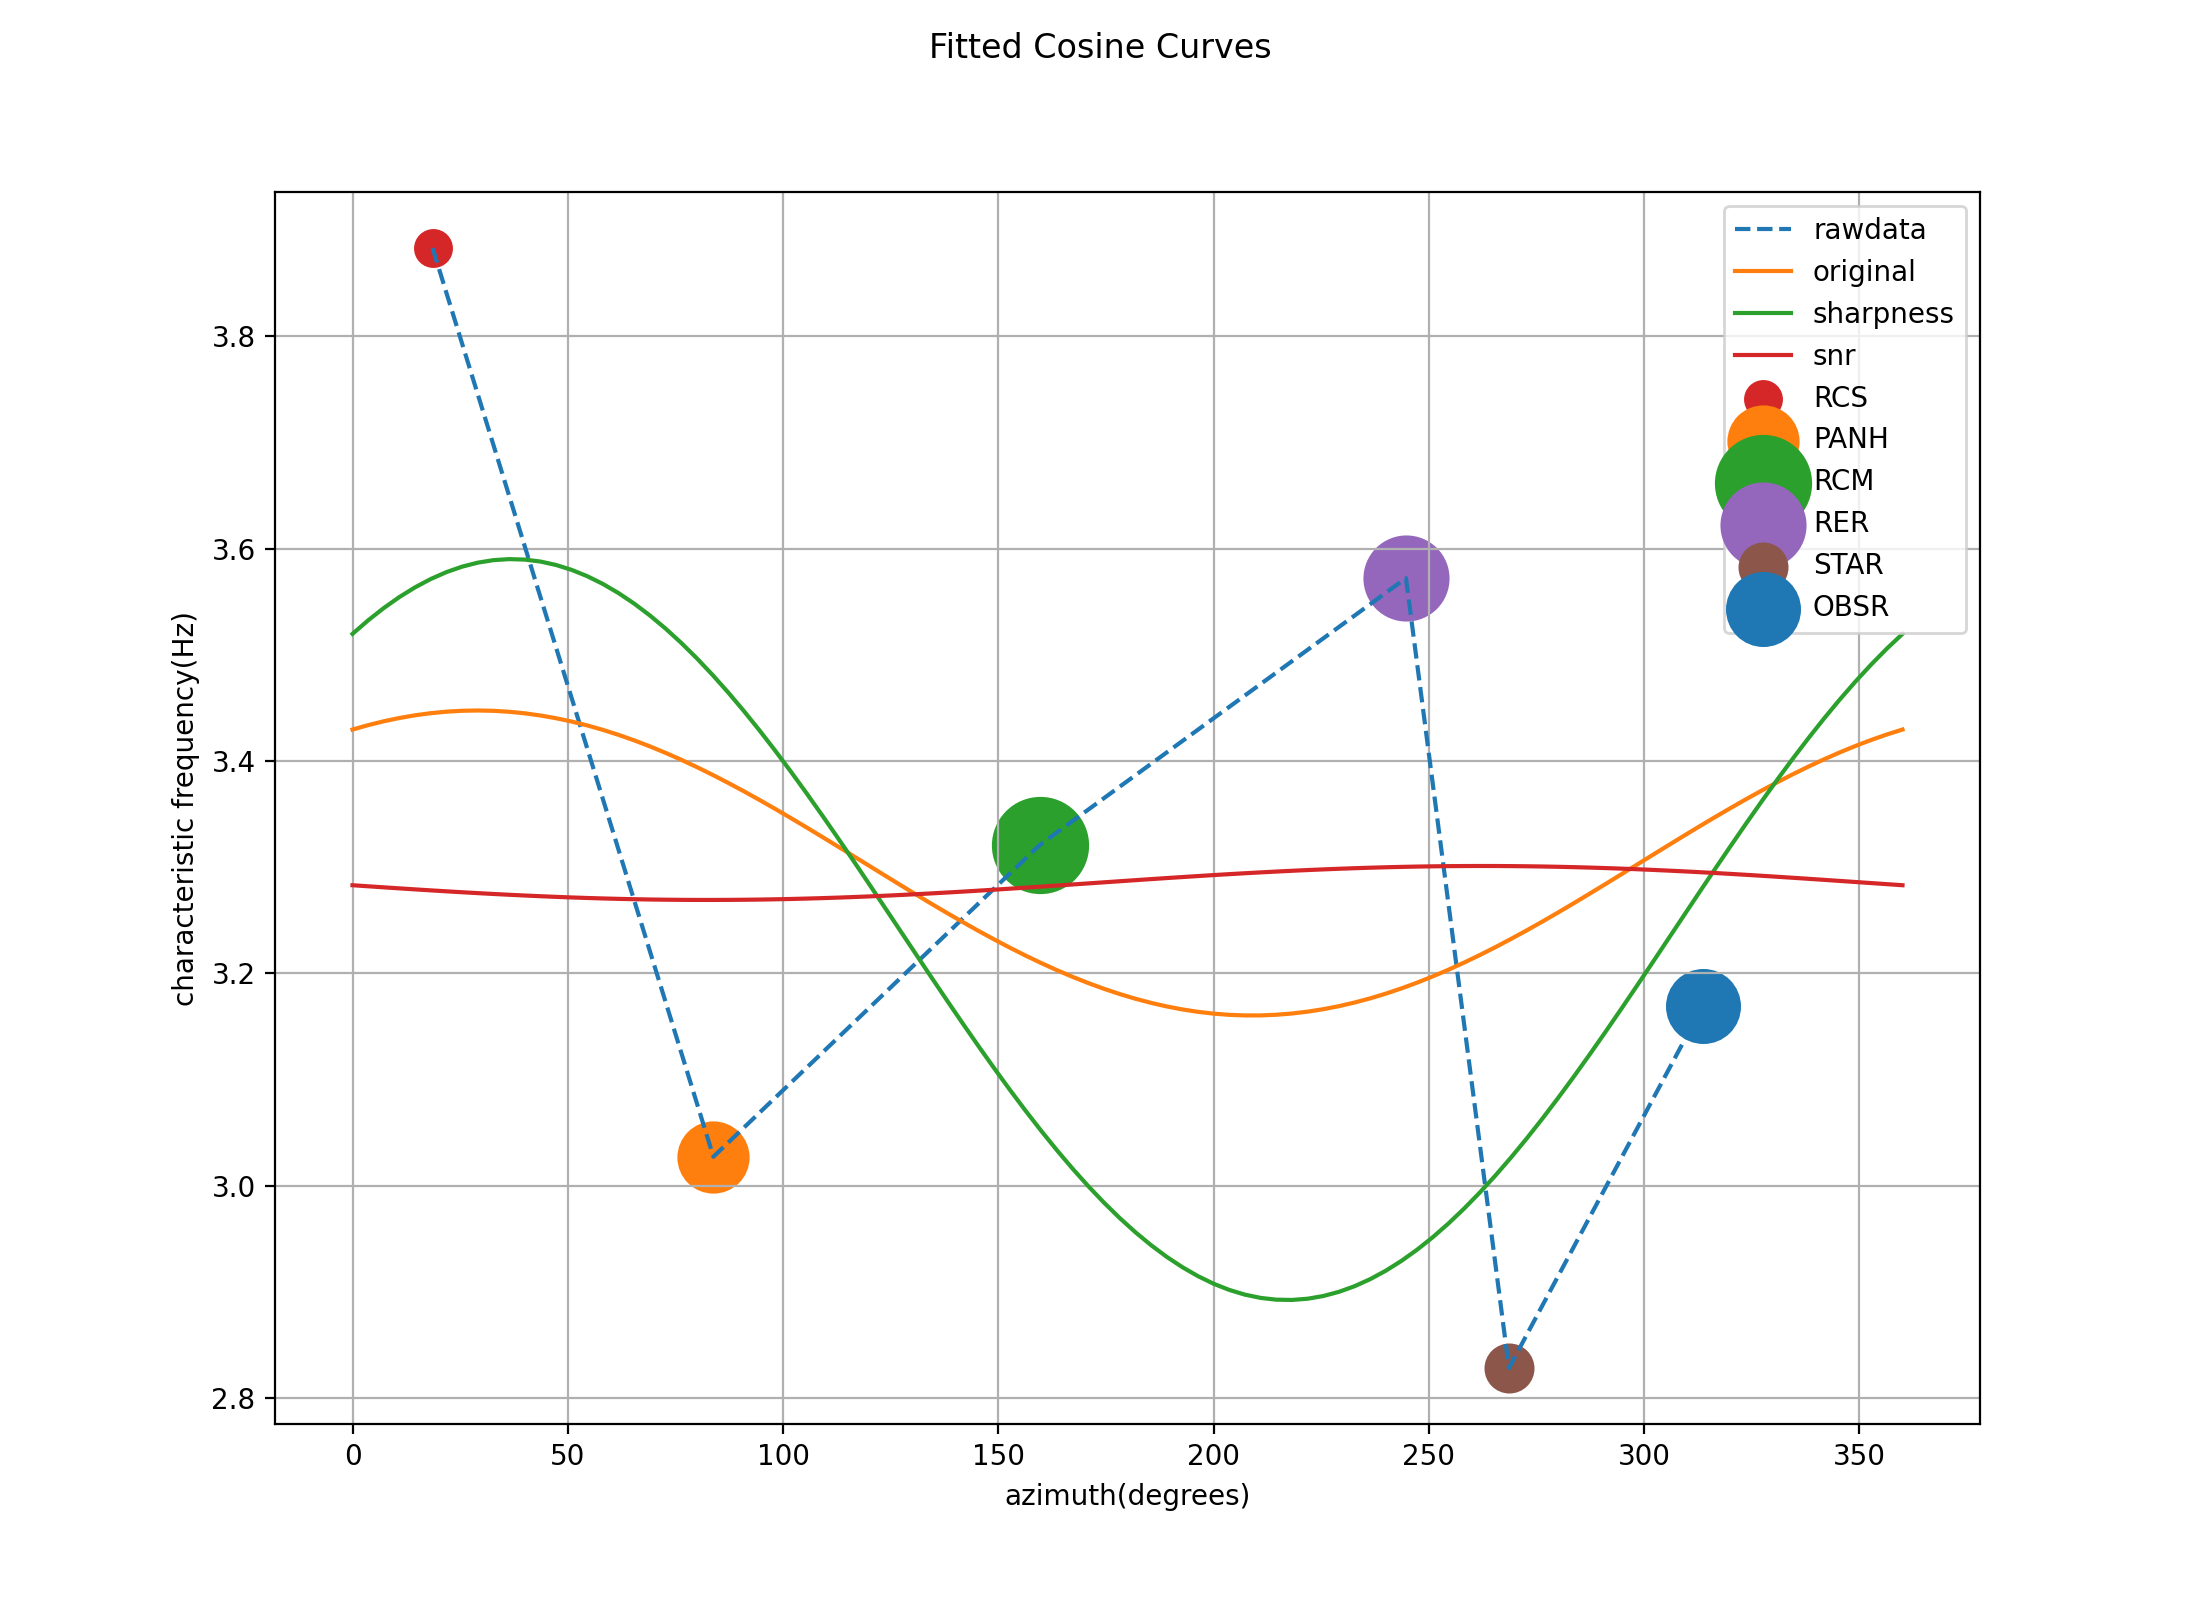 Fitted Cosine Curves
rawdata
original
sharpness
snr
RCS
PANH
RCM
RER
STAR
OBSR
characteristic frequency(Hz)
3.8
3.6
3.4
3.2
3.0
2.8
0 50 100 150 200 250 300 350
azimuth(degrees)